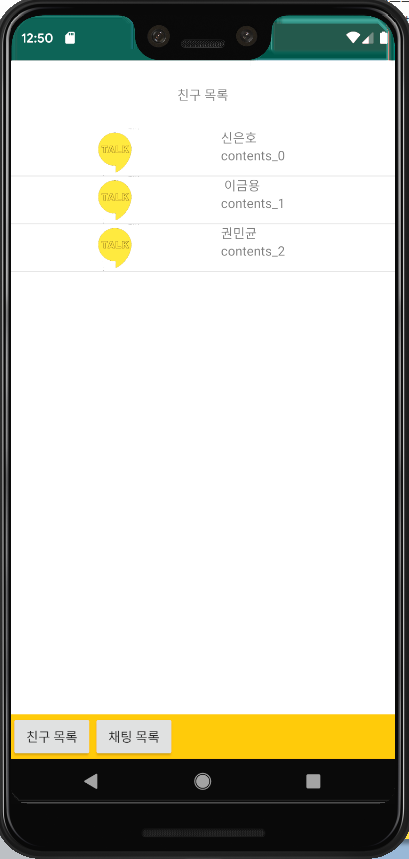 12:50
친구 목록
TALK
신은호
contents_0
TALK
이금용
contents_1
TALK
권민균
contents_2
친구 목록
채팅 목록